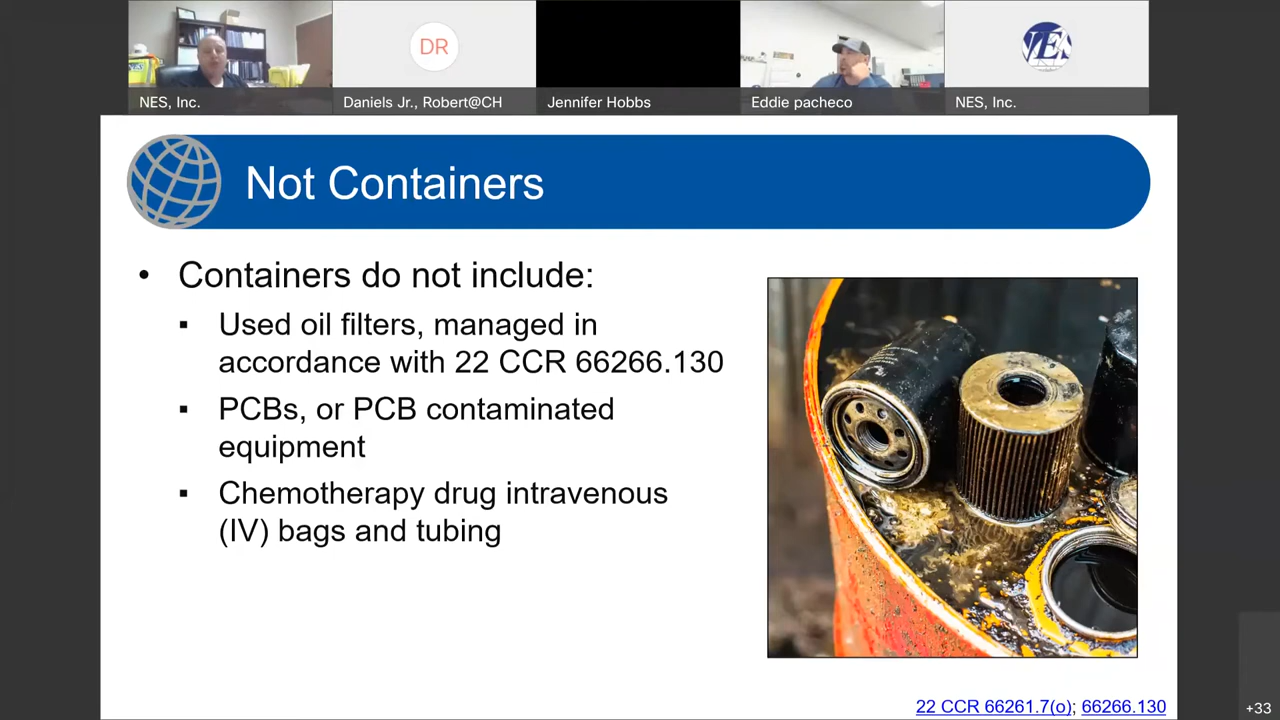 NES, Inc.
DR
Daniels Jr., Robert@CH
Jennifer Hobbs
Eddie pacheco
NES
NES, Inc.
Not Containers
• Containers do not include:
▪ Used oil filters, managed in
accordance with 22 CCR 66266.130
▪ PCBs, or PCB contaminated
equipment
▪ Chemotherapy drug intravenous
(IV) bags and tubing
22 CCR 66261.7(o); 66266.130
+33